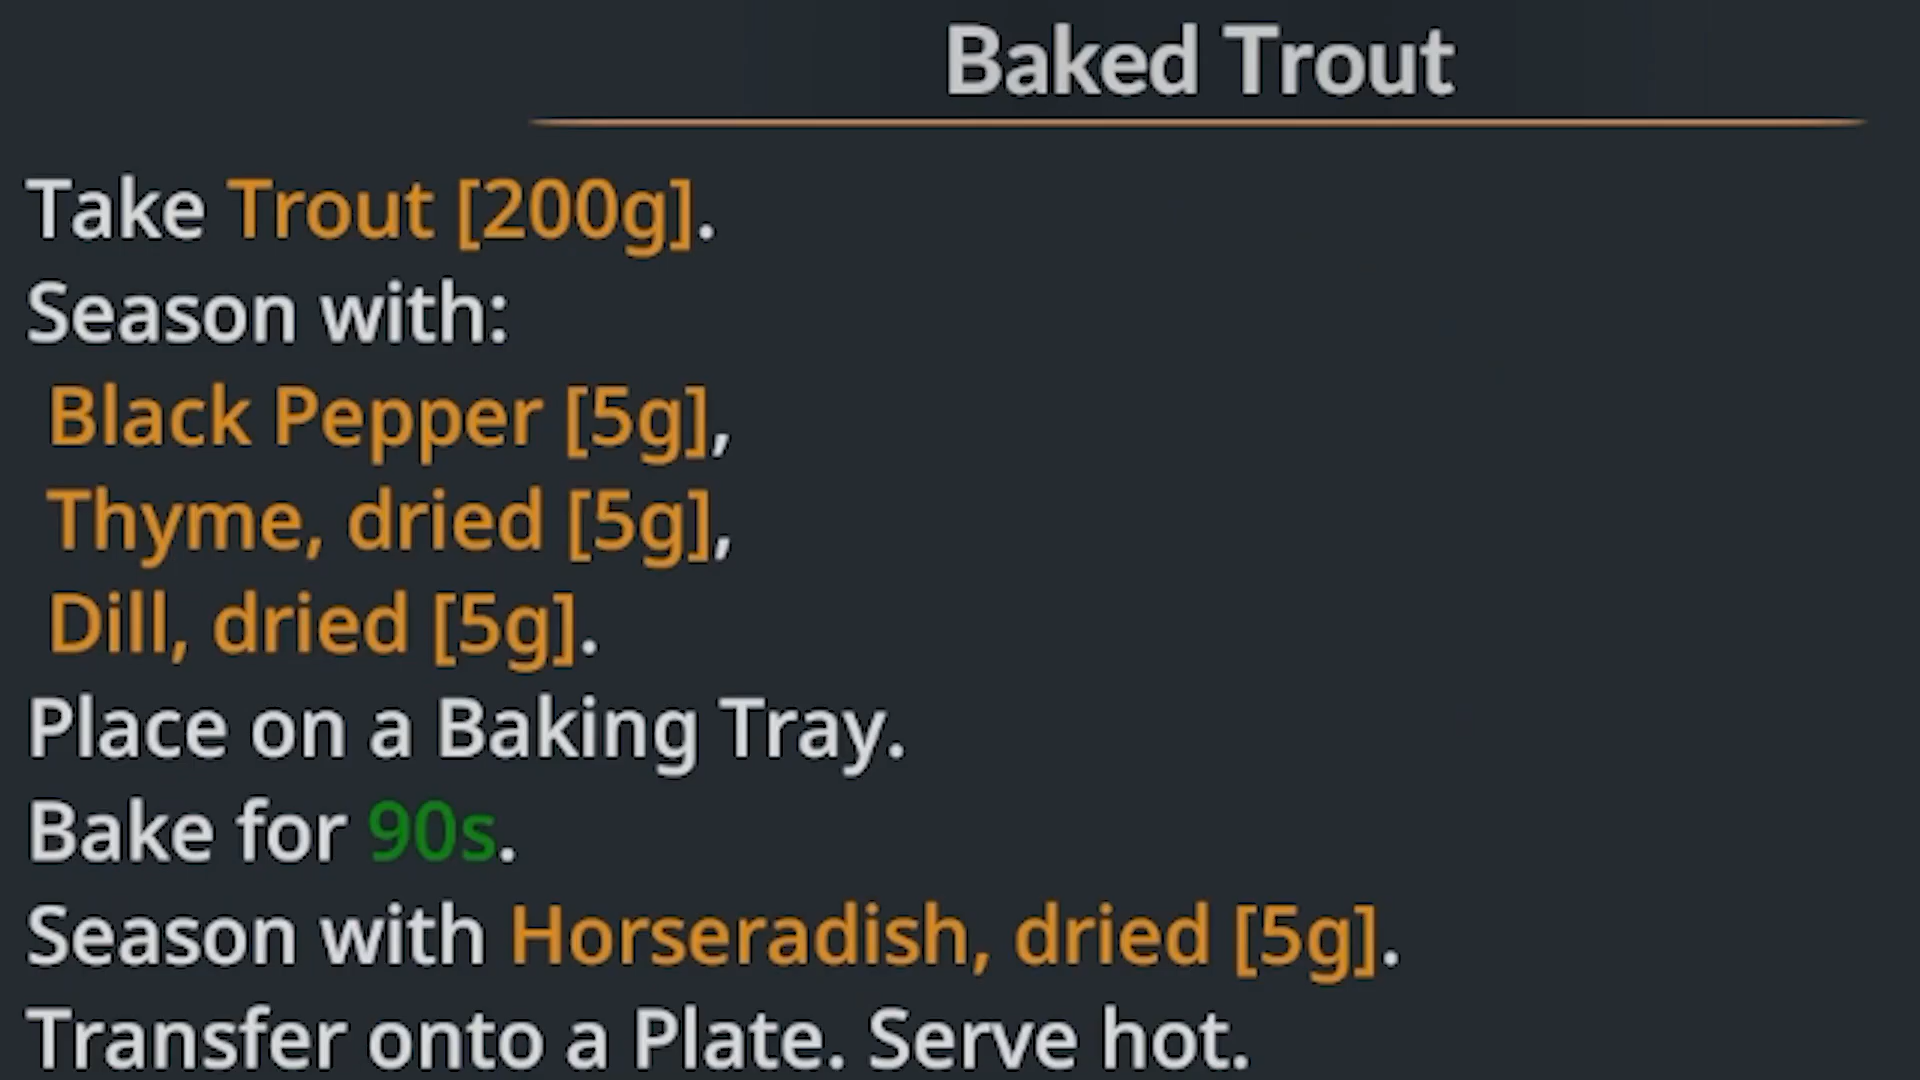 Baked Trout
Take Trout [200g].
Season with:
Black Pepper [5g],
Thyme, dried [5g],
Dill, dried [5g].
Place on a Baking Tray.
Bake for 90s.
Season with Horseradish, dried [5g].
Transfer onto a Plate. Serve hot.